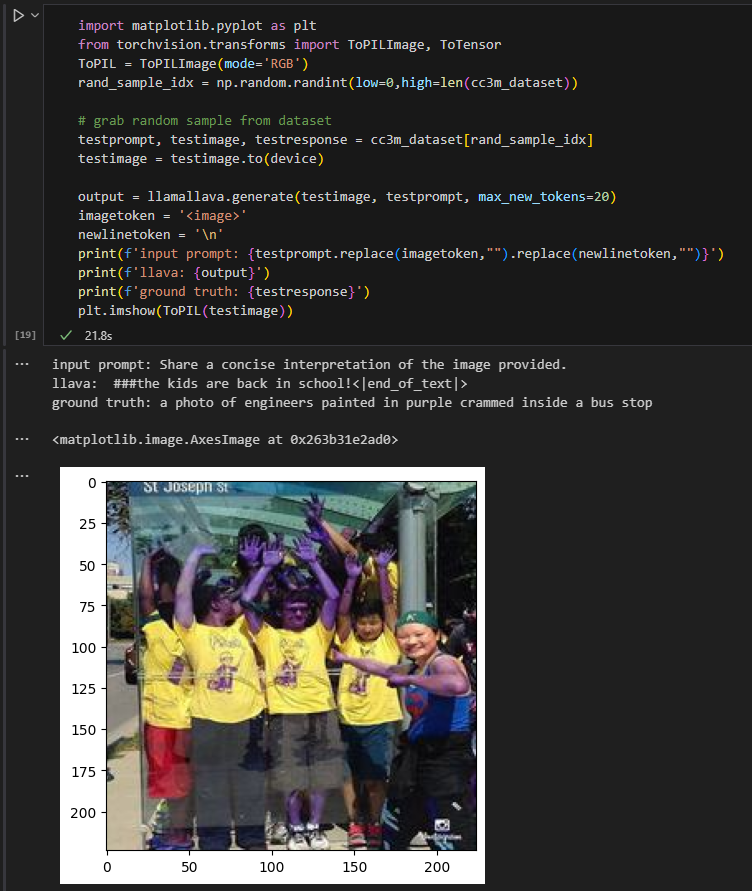 import matplotlib.pyplot as plt
from torchvision.transforms import ToPILImage, ToTensor
ToPIL = ToPILImage(mode='RGB')
rand_sample_idx = np.random.randint(low=0,high=len(cc3m_dataset))
# grab random sample from dataset
testprompt, testimage, testresponse = cc3m_dataset[rand_sample_idx]
testimage = testimage.to(device)
output = llamallava.generate(testimage, testprompt, max_new_tokens=20)
imagetoken = '<image>'
newlinetoken = '\n'
print(f'input prompt: {testprompt.replace(imagetoken,"").replace(newlinetoken,"")}')
print(f'llava: {output}')
print(f'ground truth: {testresponse}')
plt.imshow(ToPIL(testimage))
[19] 21.8s
input prompt: Share a concise interpretation of the image provided.
llava:  ###the kids are back in school!<|end_of_text|>
ground truth: a photo of engineers painted in purple crammed inside a bus stop
<matplotlib.image.AxesImage at 0x263b31e2ad0>
St Joseph St
0
25
50
75
100
125
150
175
200
0 50 100 150 200